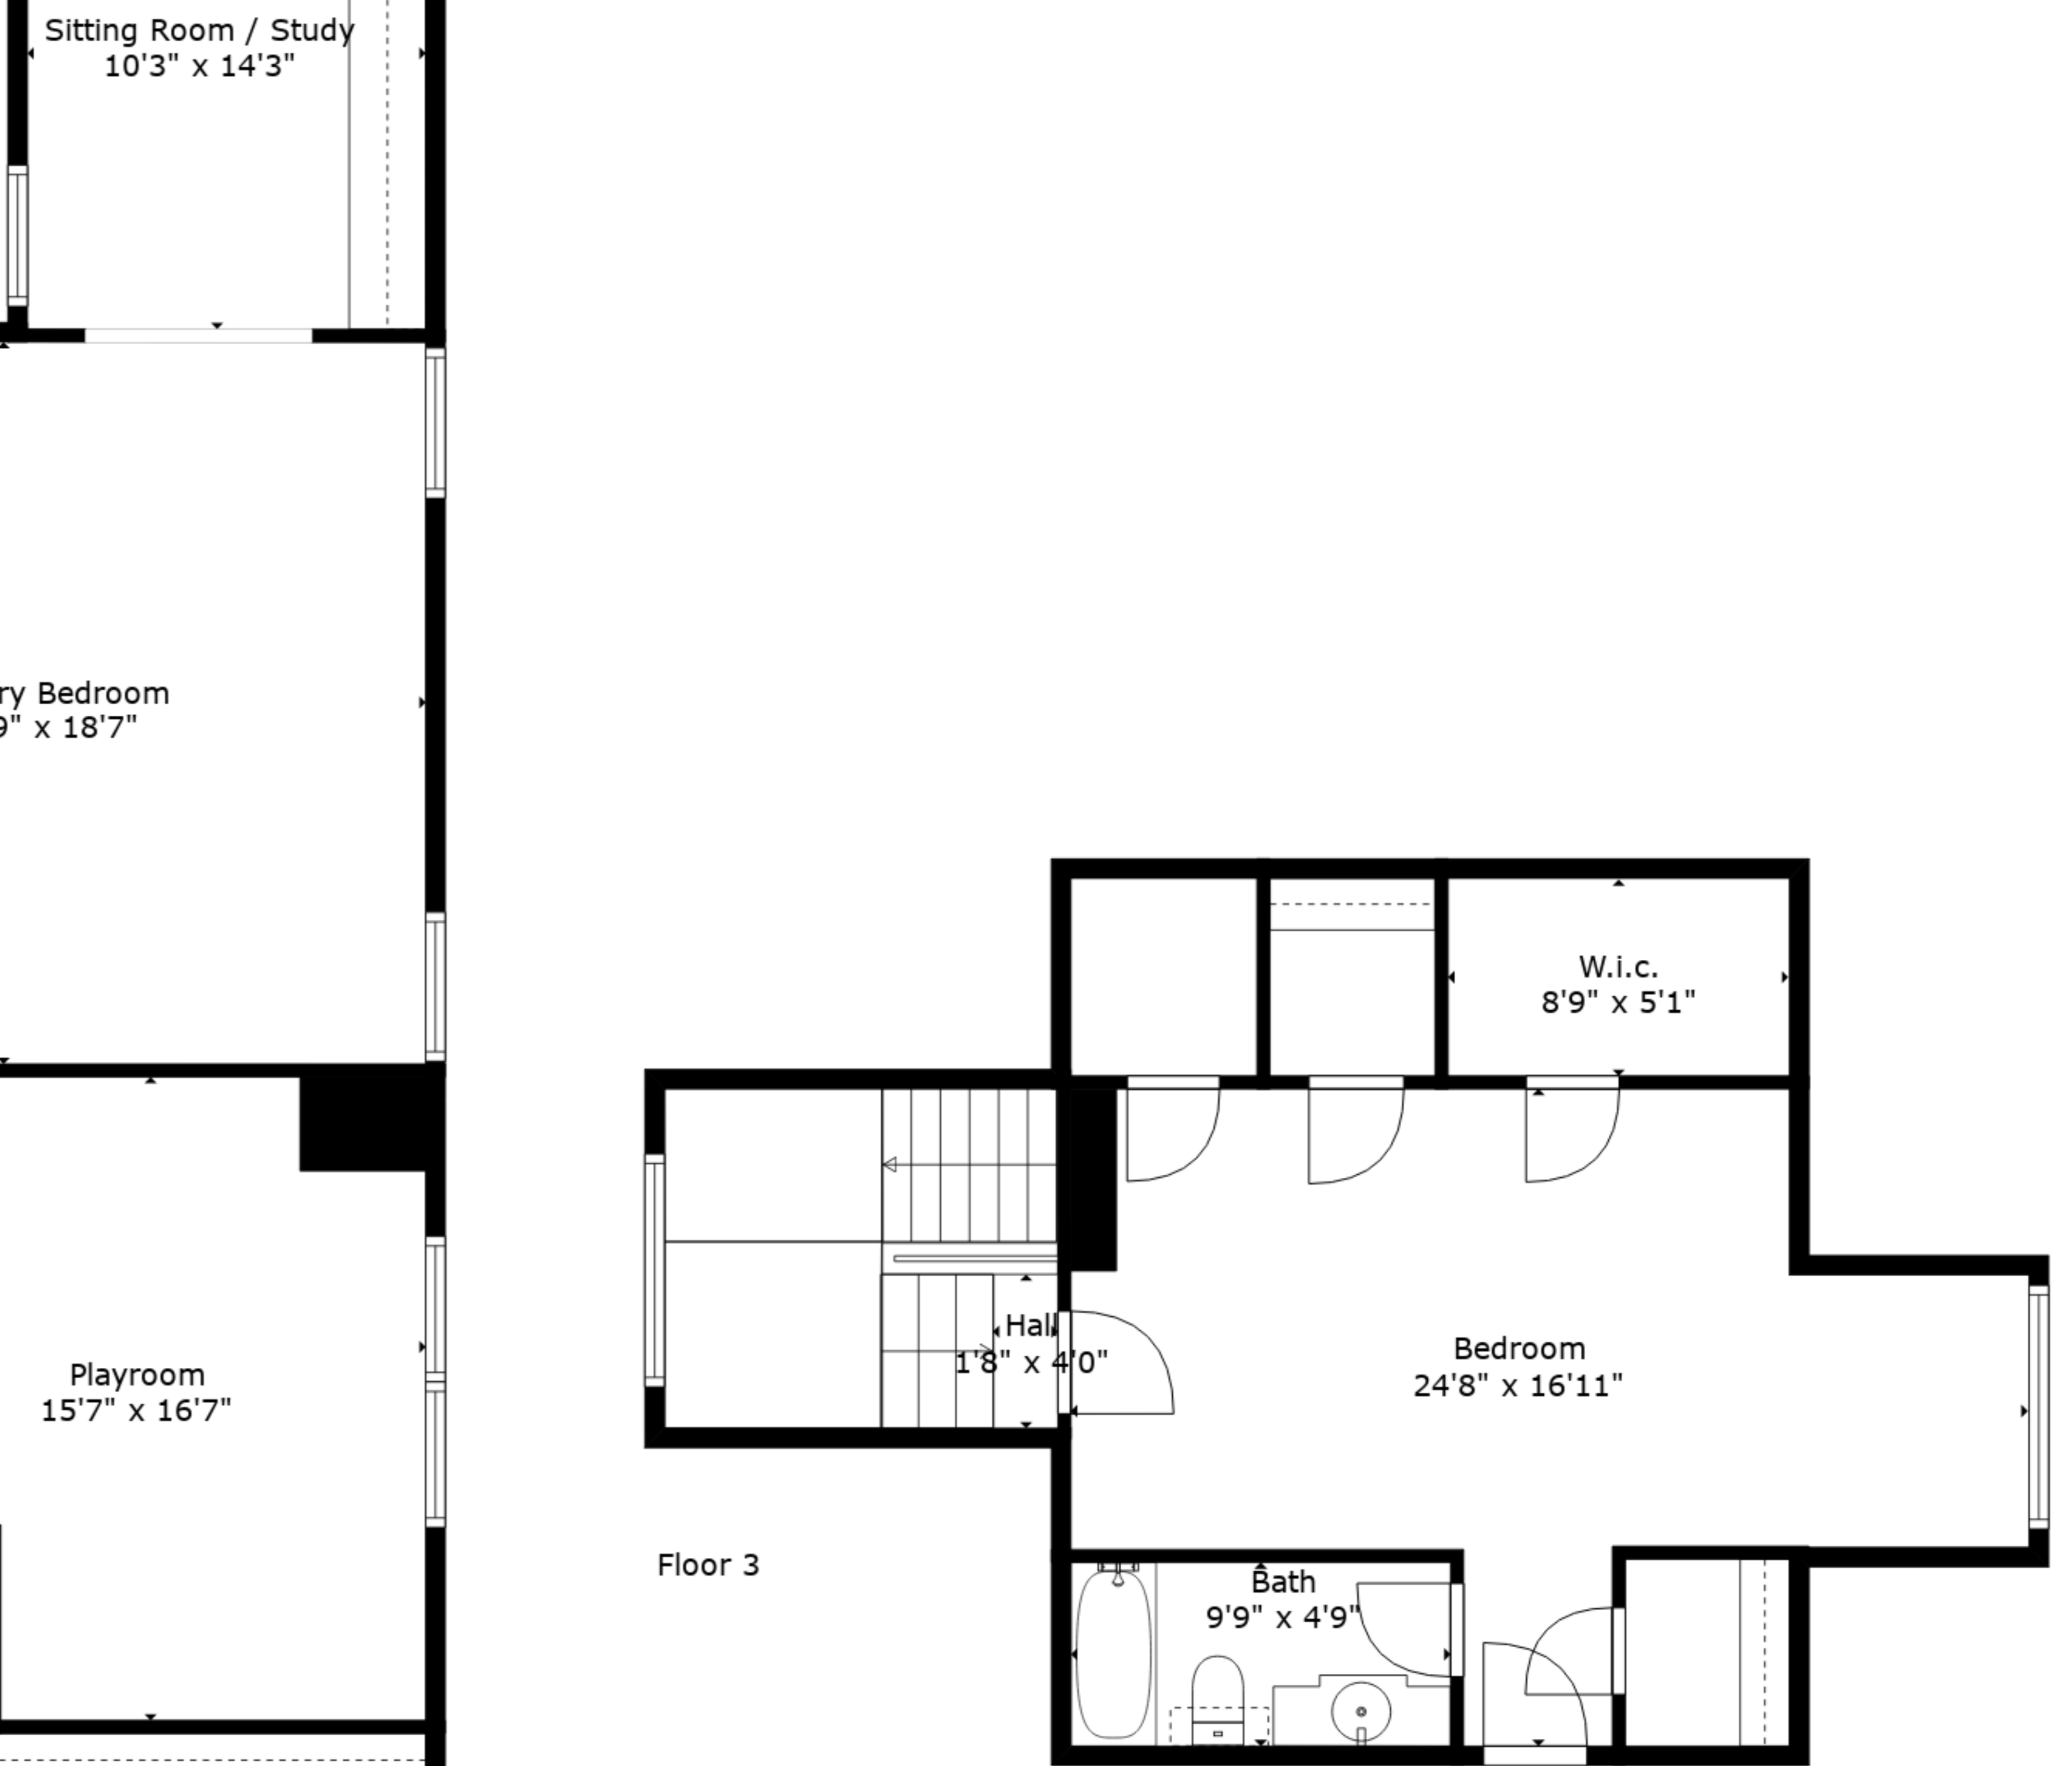 Sitting Room / Study
10'3" x 14'3"
ry Bedroom
9" x 18'7"
Playroom
15'7" x 16'7"
W.i.c.
8'9" x 5'1"
Hall
1'8" x 4'0"
Bedroom
24'8" x 16'11"
Floor 3
Bath
9'9" x 4'9"